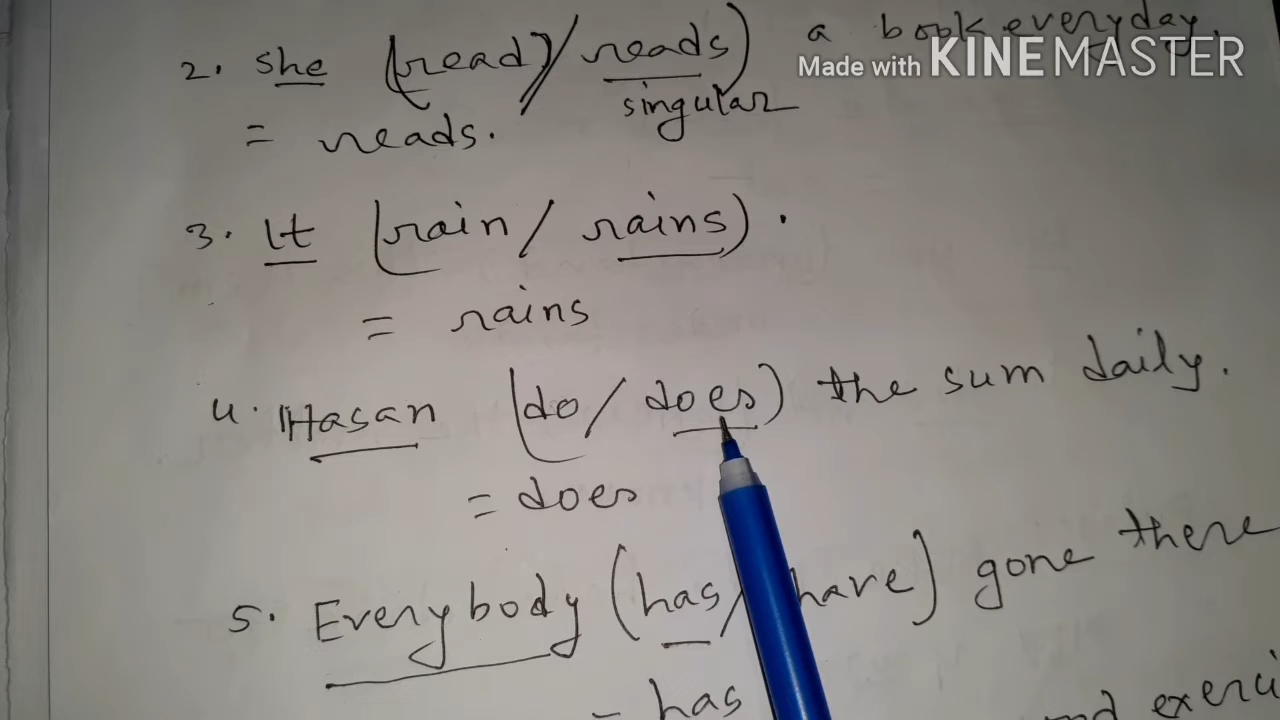 2. she (read)/ reads) a book everyday.
Made with KINEMASTER
singular
= reads.
3. It (rain/ rains).
= rains
4. Hasan (do/ does) the sum daily.
= does
5. Everybody (has/ have) gone there
= has